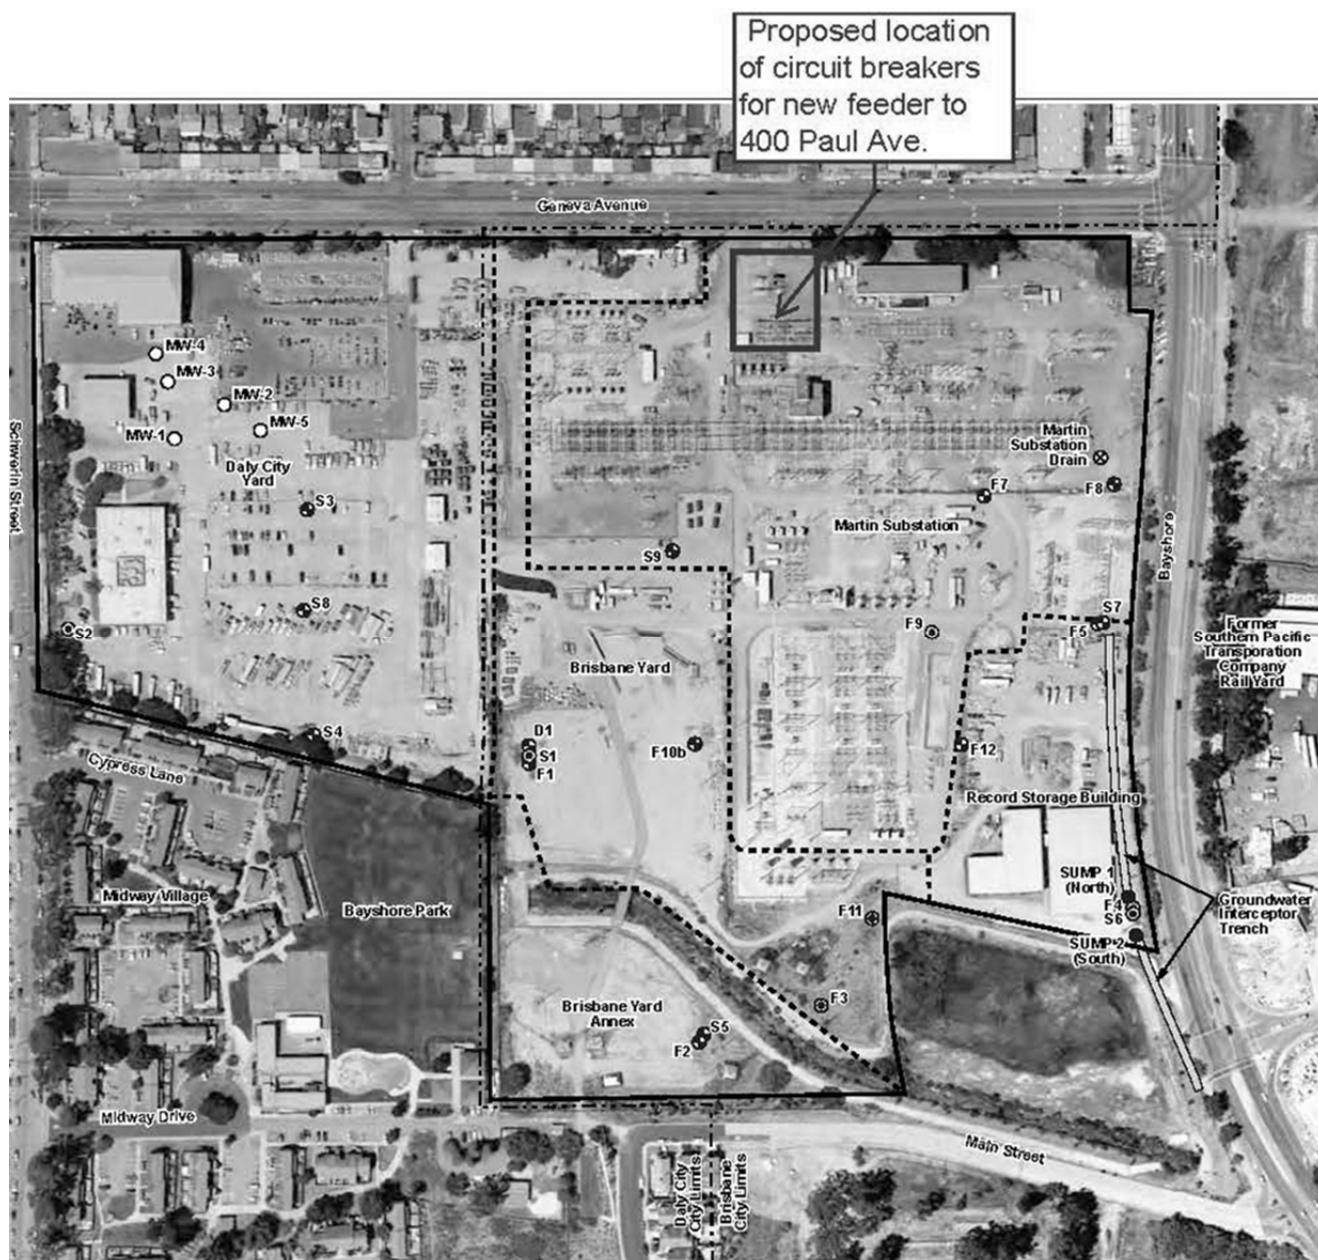 Proposed location
of circuit breakers
for new feeder to
400 Paul Ave.
Geneva Avenue
MW-4
MW-3
MW-2
MW-1
MW-5
Daly City
Yard
Schwerin Street
S3
S8
S2
S4
Martin
Substation
Drain
F7
F8
Martin Substation
S9
Bayshore
S7
F5
F9
Former
Southern Pacific
Transporation
Company
Rail Yard
Brisbane Yard
D1
S1
F1
F10b
F12
Cypress Lane
Record Storage Building
Midway Village
Bayshore Park
SUMP 1
(North)
F4
S6
SUMP 2
(South)
Groundwater
Interceptor
Trench
F11
F3
Brisbane Yard
Annex
S5
F2
Midway Drive
Main Street
Daly City
City Limits
Brisbane
City Limits